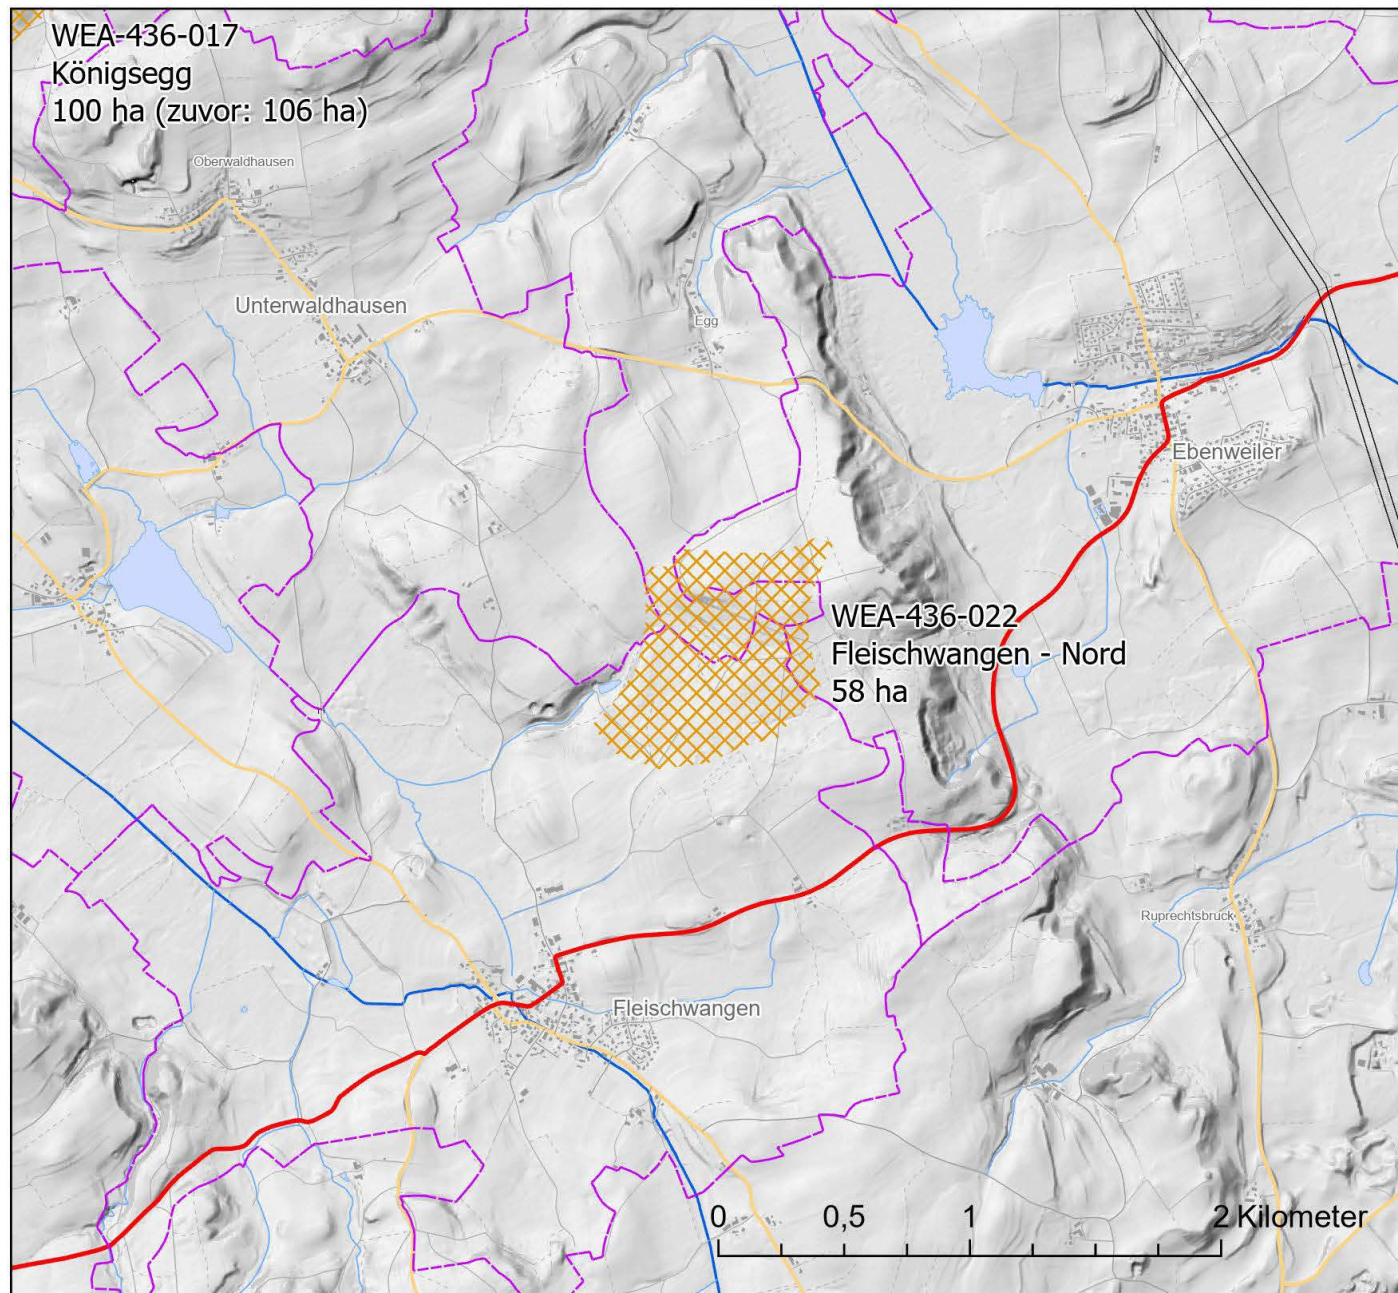 WEA-436-017
Königsegg
100 ha (zuvor: 106 ha)
Oberwaldhausen
Unterwaldhausen
Egg
Ebenweiler
WEA-436-022
Fleischwangen - Nord
58 ha
Ruprechtsbruck
Fleischwangen
0 0,5 1 2 Kilometer